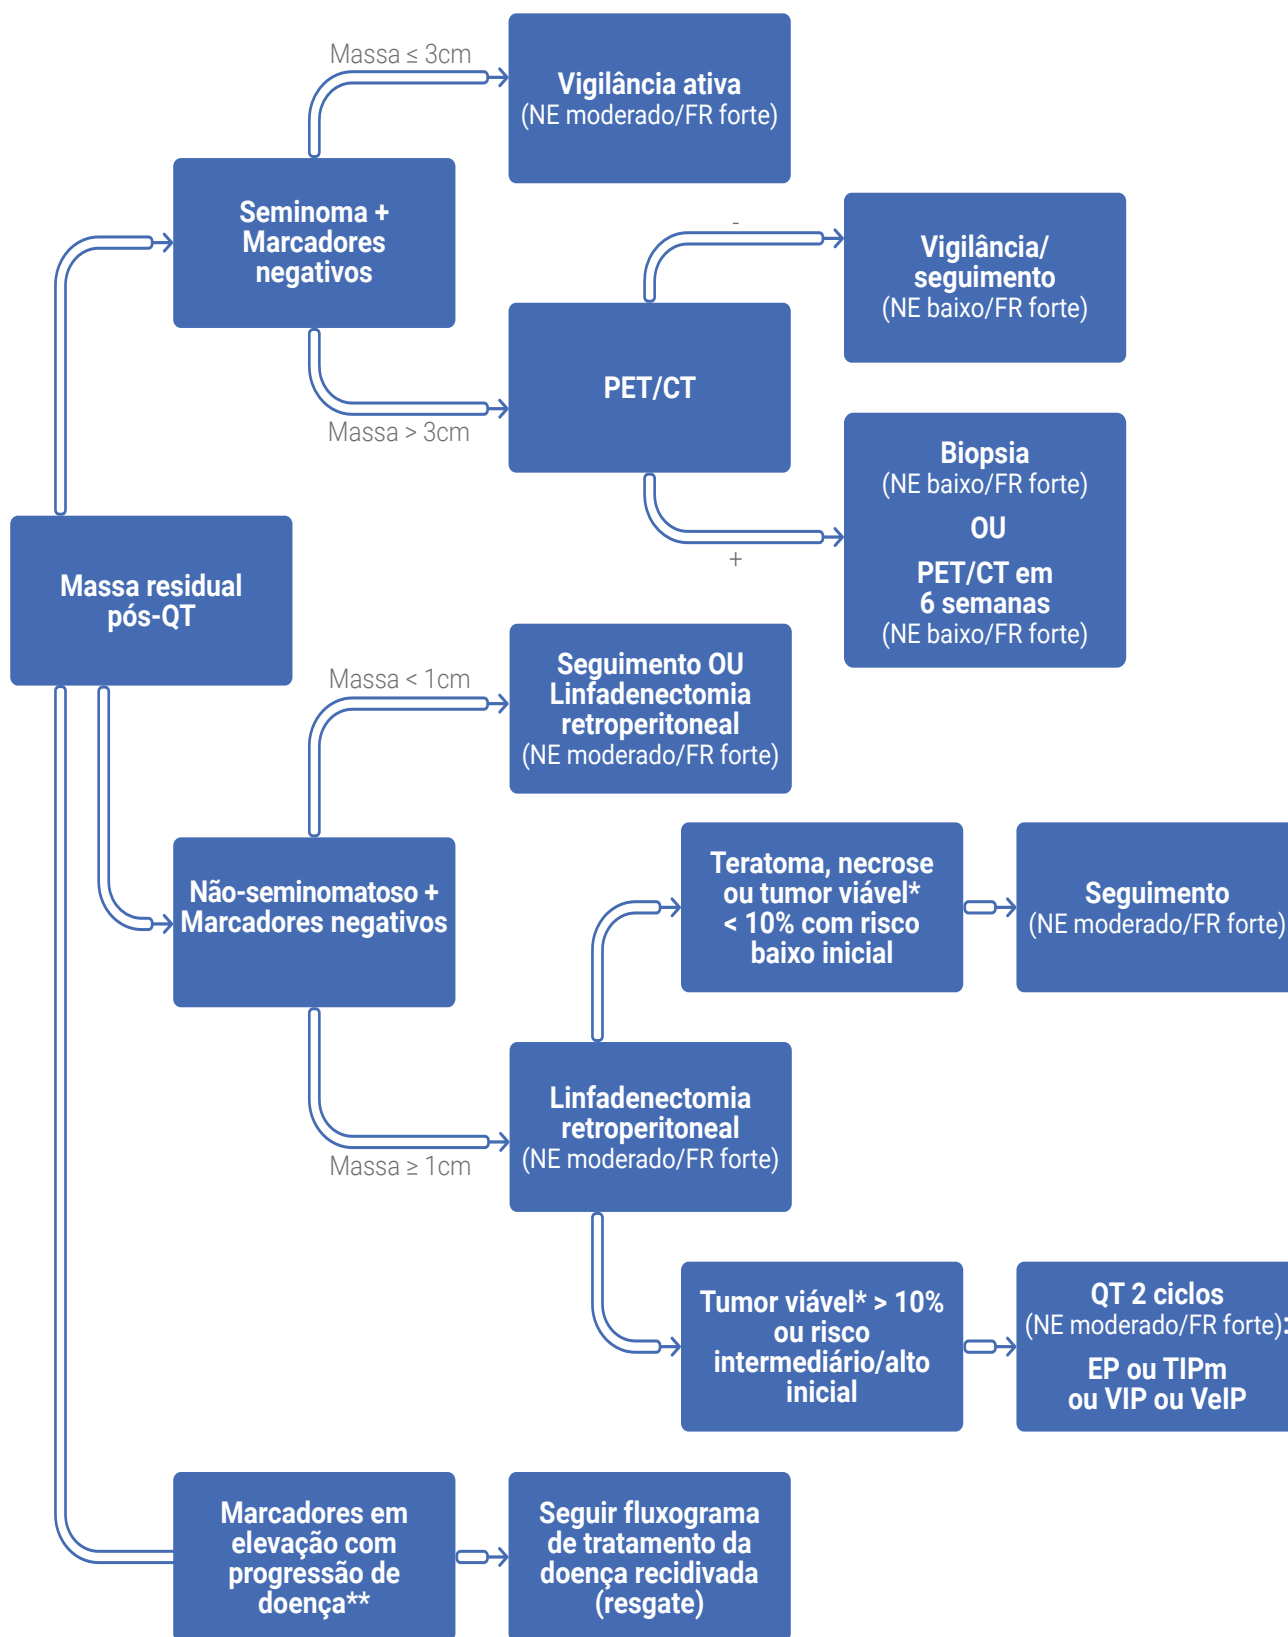 Massa ≤ 3cm
Vigilância ativa
(NE moderado/FR forte)
Seminoma +
Marcadores
negativos
-
Vigilância/
seguimento
(NE baixo/FR forte)
PET/CT
Massa > 3cm
Biopsia
(NE baixo/FR forte)
OU
PET/CT em
6 semanas
(NE baixo/FR forte)
+
Massa residual
pós-QT
Massa < 1cm
Seguimento OU
Linfadenectomia
retroperitoneal
(NE moderado/FR forte)
Não-seminomatoso +
Marcadores negativos
Teratoma, necrose
ou tumor viável*
< 10% com risco
baixo inicial
Seguimento
(NE moderado/FR forte)
Linfadenectomia
retroperitoneal
(NE moderado/FR forte)
Massa ≥ 1cm
Tumor viável* > 10%
ou risco
intermediário/alto
inicial
QT 2 ciclos
(NE moderado/FR forte):
EP ou TIPm
ou VIP ou VeIP
Marcadores em
elevação com
progressão de
doença**
Seguir fluxograma
de tratamento da
doença recidivada
(resgate)